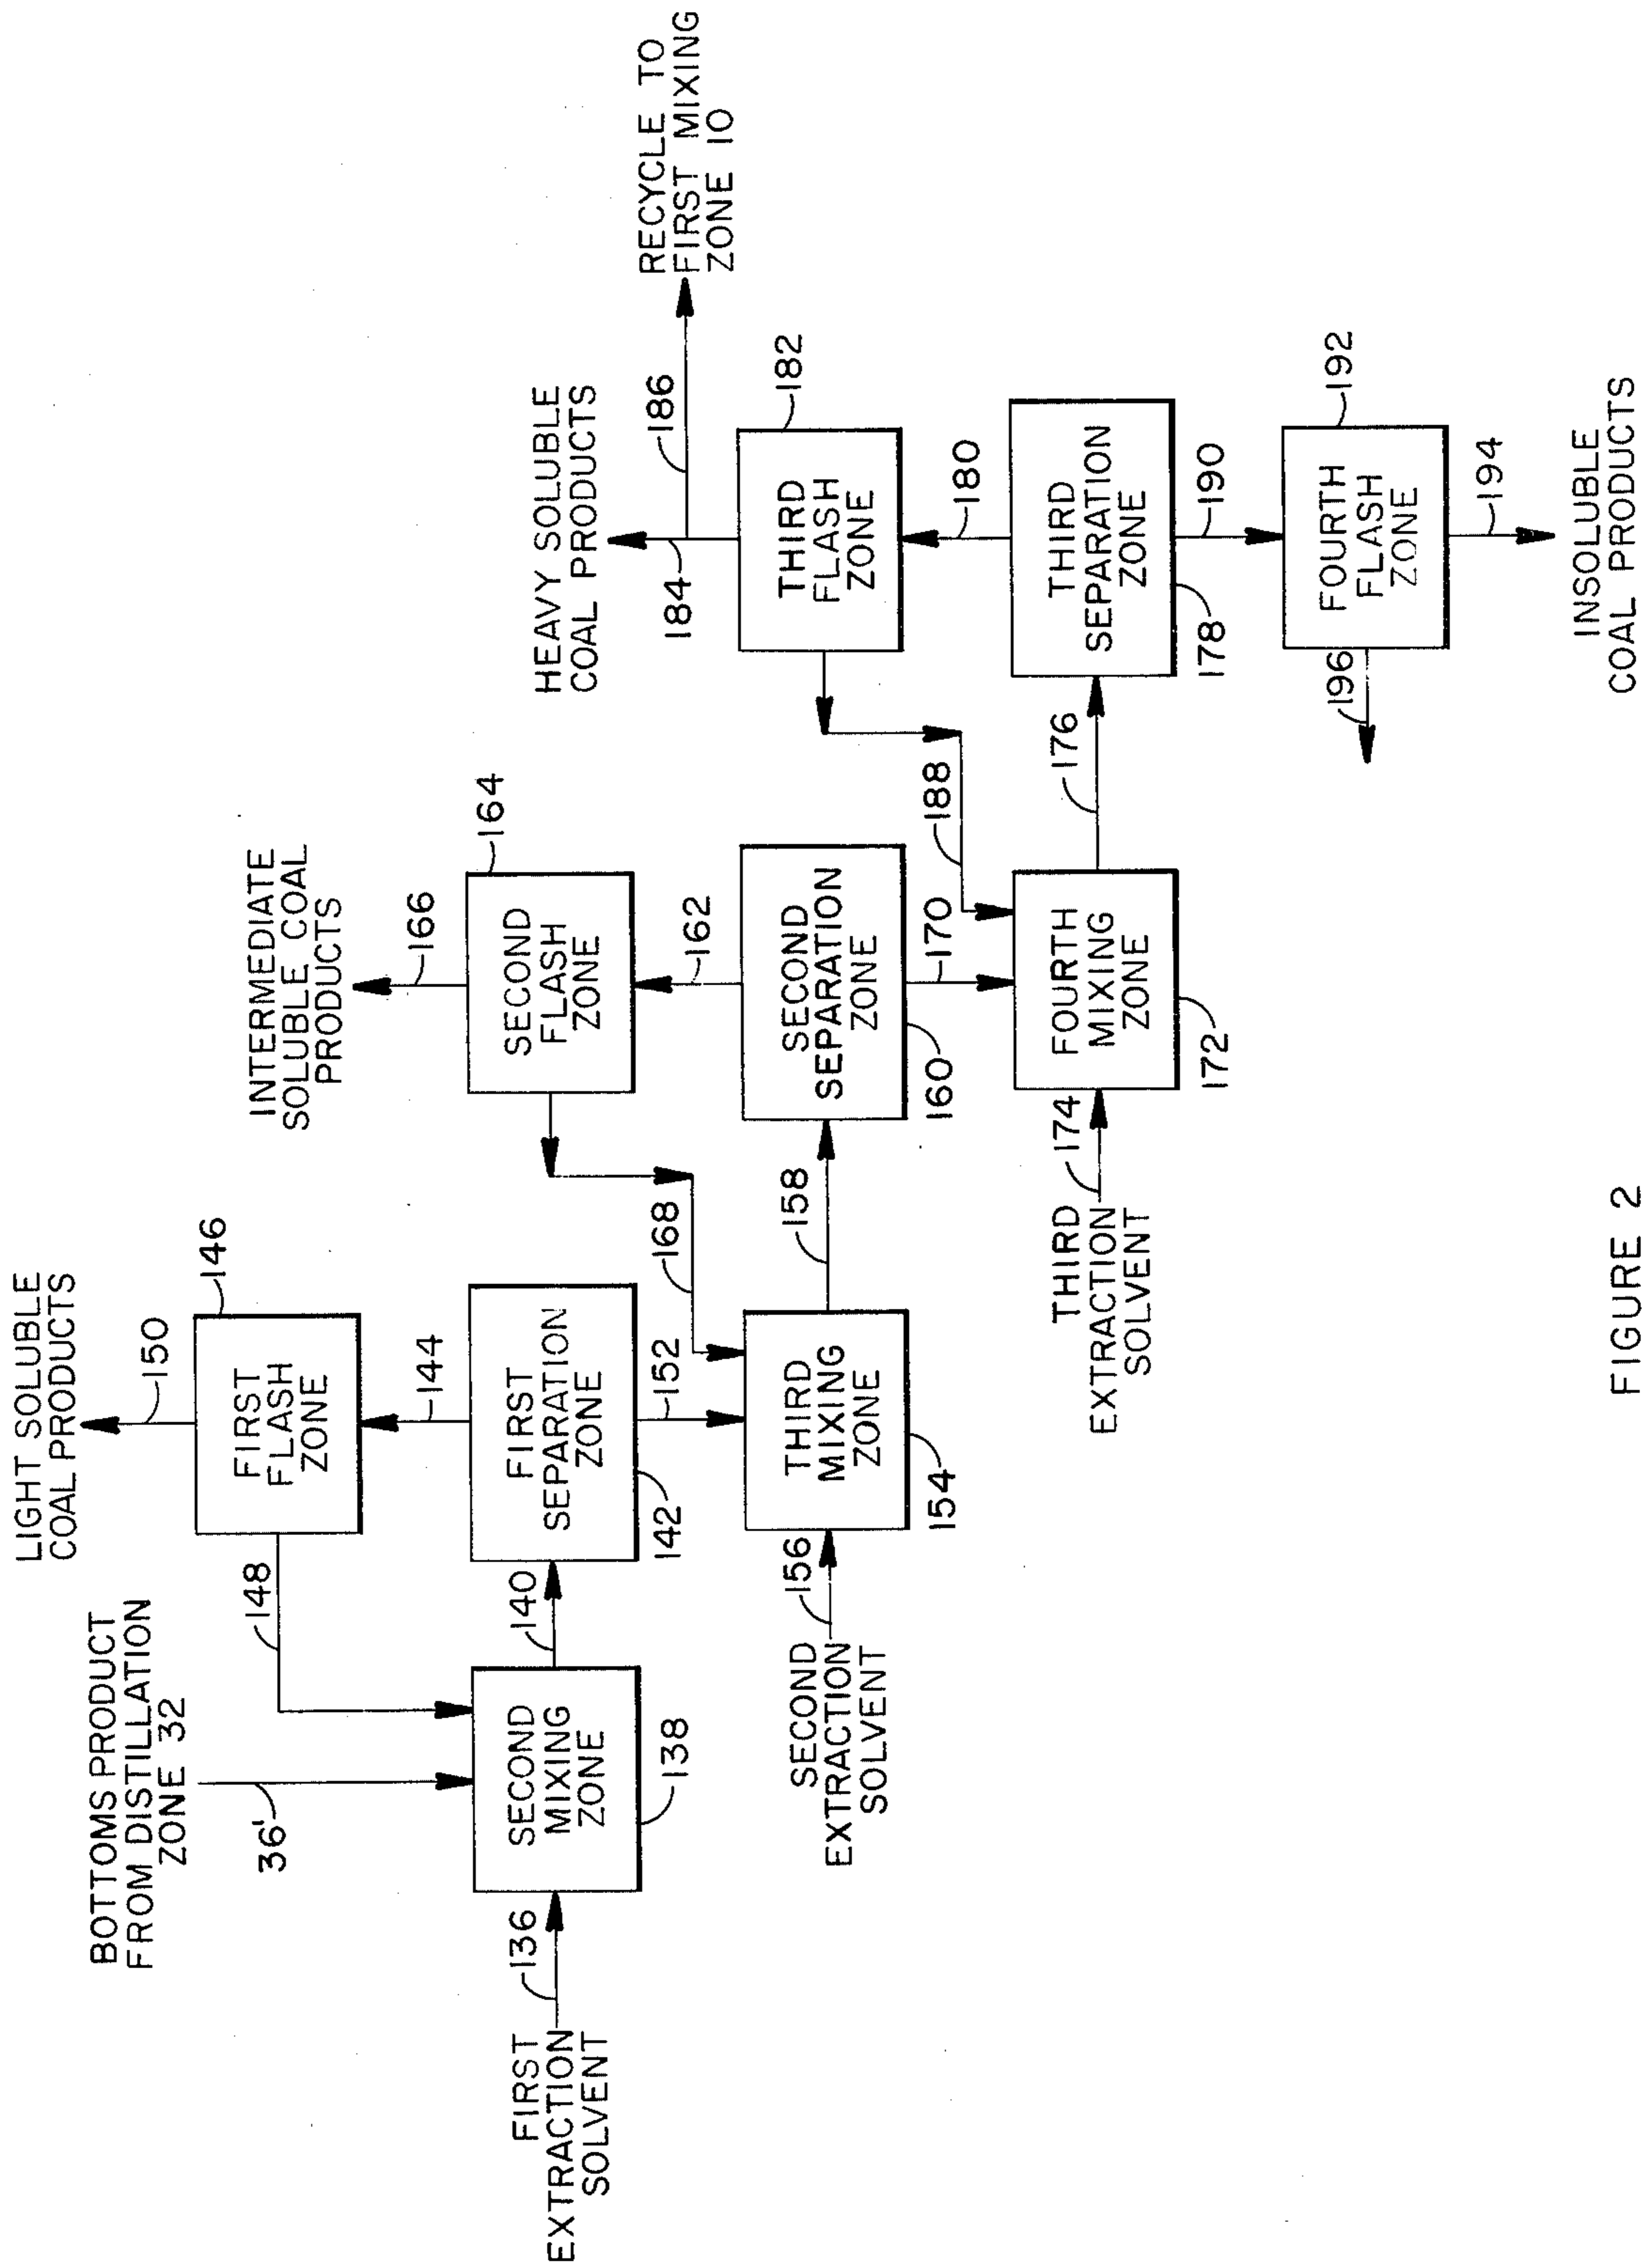 LIGHT SOLUBLE
COAL PRODUCTS
150
146
FIRST
FLASH
ZONE
148
144
BOTTOMS PRODUCT
FROM DISTILLATION
ZONE 32
36'
FIRST
EXTRACTION
SOLVENT
136
SECOND
MIXING
ZONE
138
140
FIRST
SEPARATION
ZONE
142
152
INTERMEDIATE
SOLUBLE COAL
PRODUCTS
166
164
SECOND
FLASH
ZONE
168
162
SECOND
EXTRACTION
SOLVENT
156
THIRD
MIXING
ZONE
154
158
SECOND
SEPARATION
ZONE
160
170
HEAVY SOLUBLE
COAL PRODUCTS
184
186
RECYCLE TO
FIRST MIXING
ZONE 10
182
THIRD
FLASH
ZONE
188
180
THIRD
EXTRACTION
SOLVENT
174
FOURTH
MIXING
ZONE
172
176
THIRD
SEPARATION
ZONE
178
190
192
FOURTH
FLASH
ZONE
196
194
INSOLUBLE
COAL PRODUCTS
FIGURE 2